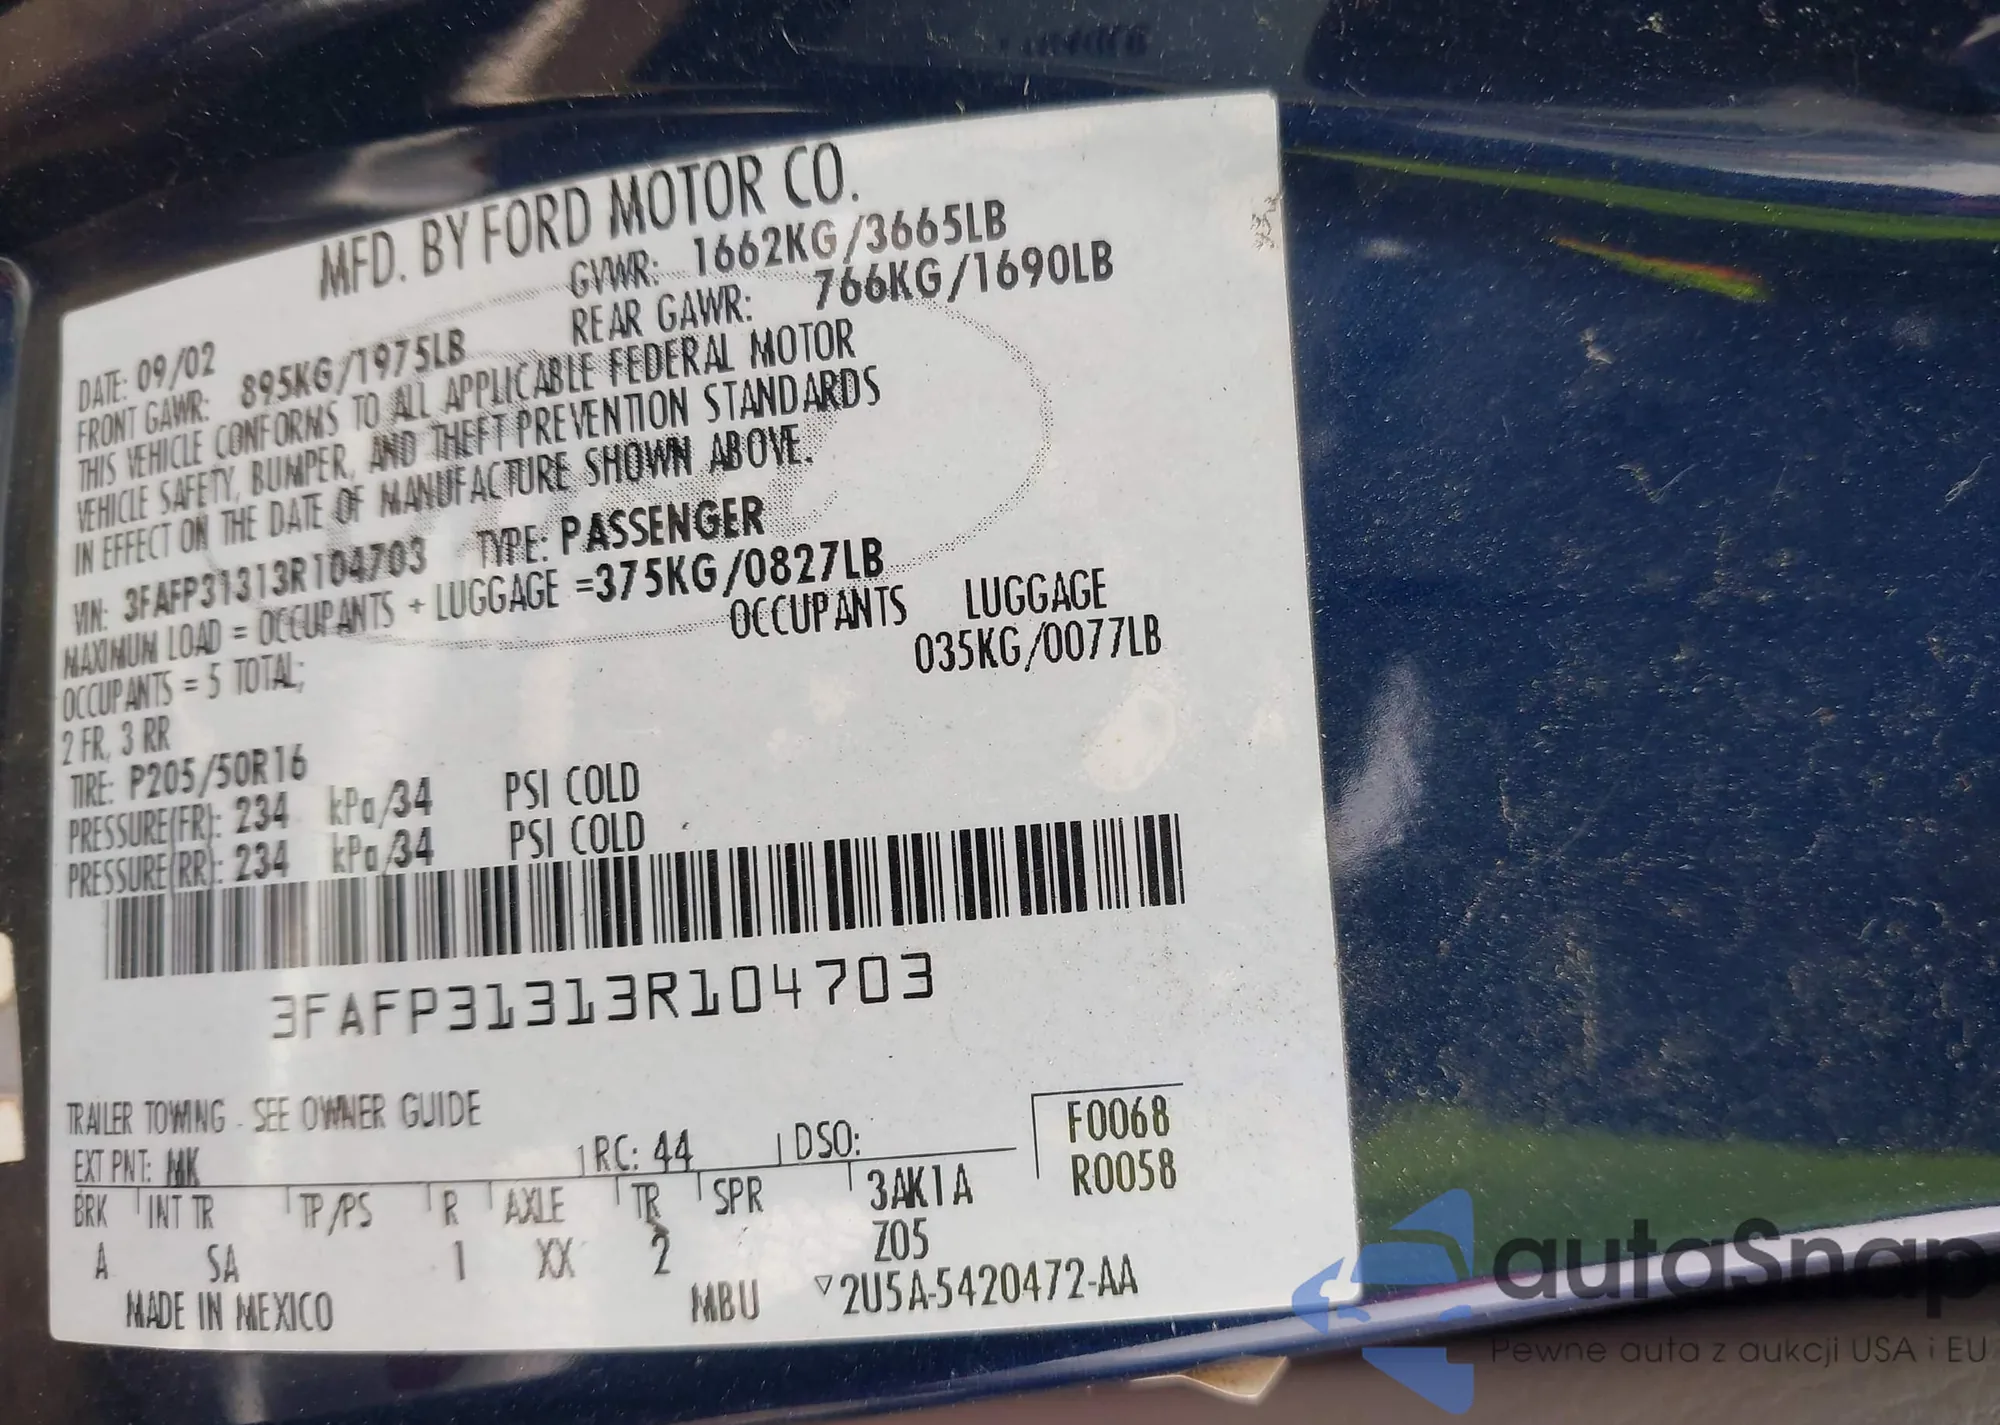 MFD. BY FORD MOTOR CO.
DATE: 09/02 GVWR: 1662KG/3665LB
FRONT GAWR: 895KG/1975LB REAR GAWR: 766KG/1690LB
THIS VEHICLE CONFORMS TO ALL APPLICABLE FEDERAL MOTOR
VEHICLE SAFETY, BUMPER, AND THEFT PREVENTION STANDARDS
IN EFFECT ON THE DATE OF MANUFACTURE SHOWN ABOVE.
VIN: 3FAFP31313R104703 TYPE: PASSENGER
MAXIMUM LOAD = OCCUPANTS + LUGGAGE =375KG/0827LB
OCCUPANTS = 5 TOTAL; OCCUPANTS LUGGAGE
2 FR, 3 RR 035KG/0077LB
TIRE: P205/50R16
PRESSURE(FR): 234 kPa/34 PSI COLD
PRESSURE(RR): 234 kPa/34 PSI COLD
3FAFP31313R104703
TRAILER TOWING - SEE OWNER GUIDE
EXT PNT: MK RC: 44 DSO: F0068
BRK INT TR TP/PS R AXLE TR SPR 3AK1A R0058
A SA 1 XX 2 Z05
MADE IN MEXICO MBU ▽2U5A-5420472-AA
autaSnap
Pewne auta z aukcji USA i EU